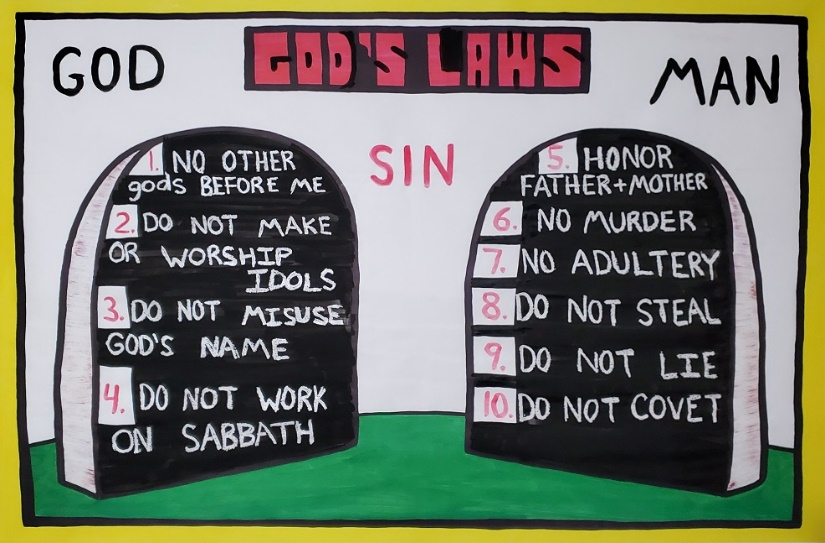 GOD
GOD'S LAWS
MAN
SIN
1. NO OTHER
gods BEFORE ME
2. DO NOT MAKE
OR WORSHIP
IDOLS
3. DO NOT MISUSE
GOD'S NAME
4. DO NOT WORK
ON SABBATH
5. HONOR
FATHER+MOTHER
6. NO MURDER
7. NO ADULTERY
8. DO NOT STEAL
9. DO NOT LIE
10. DO NOT COVET